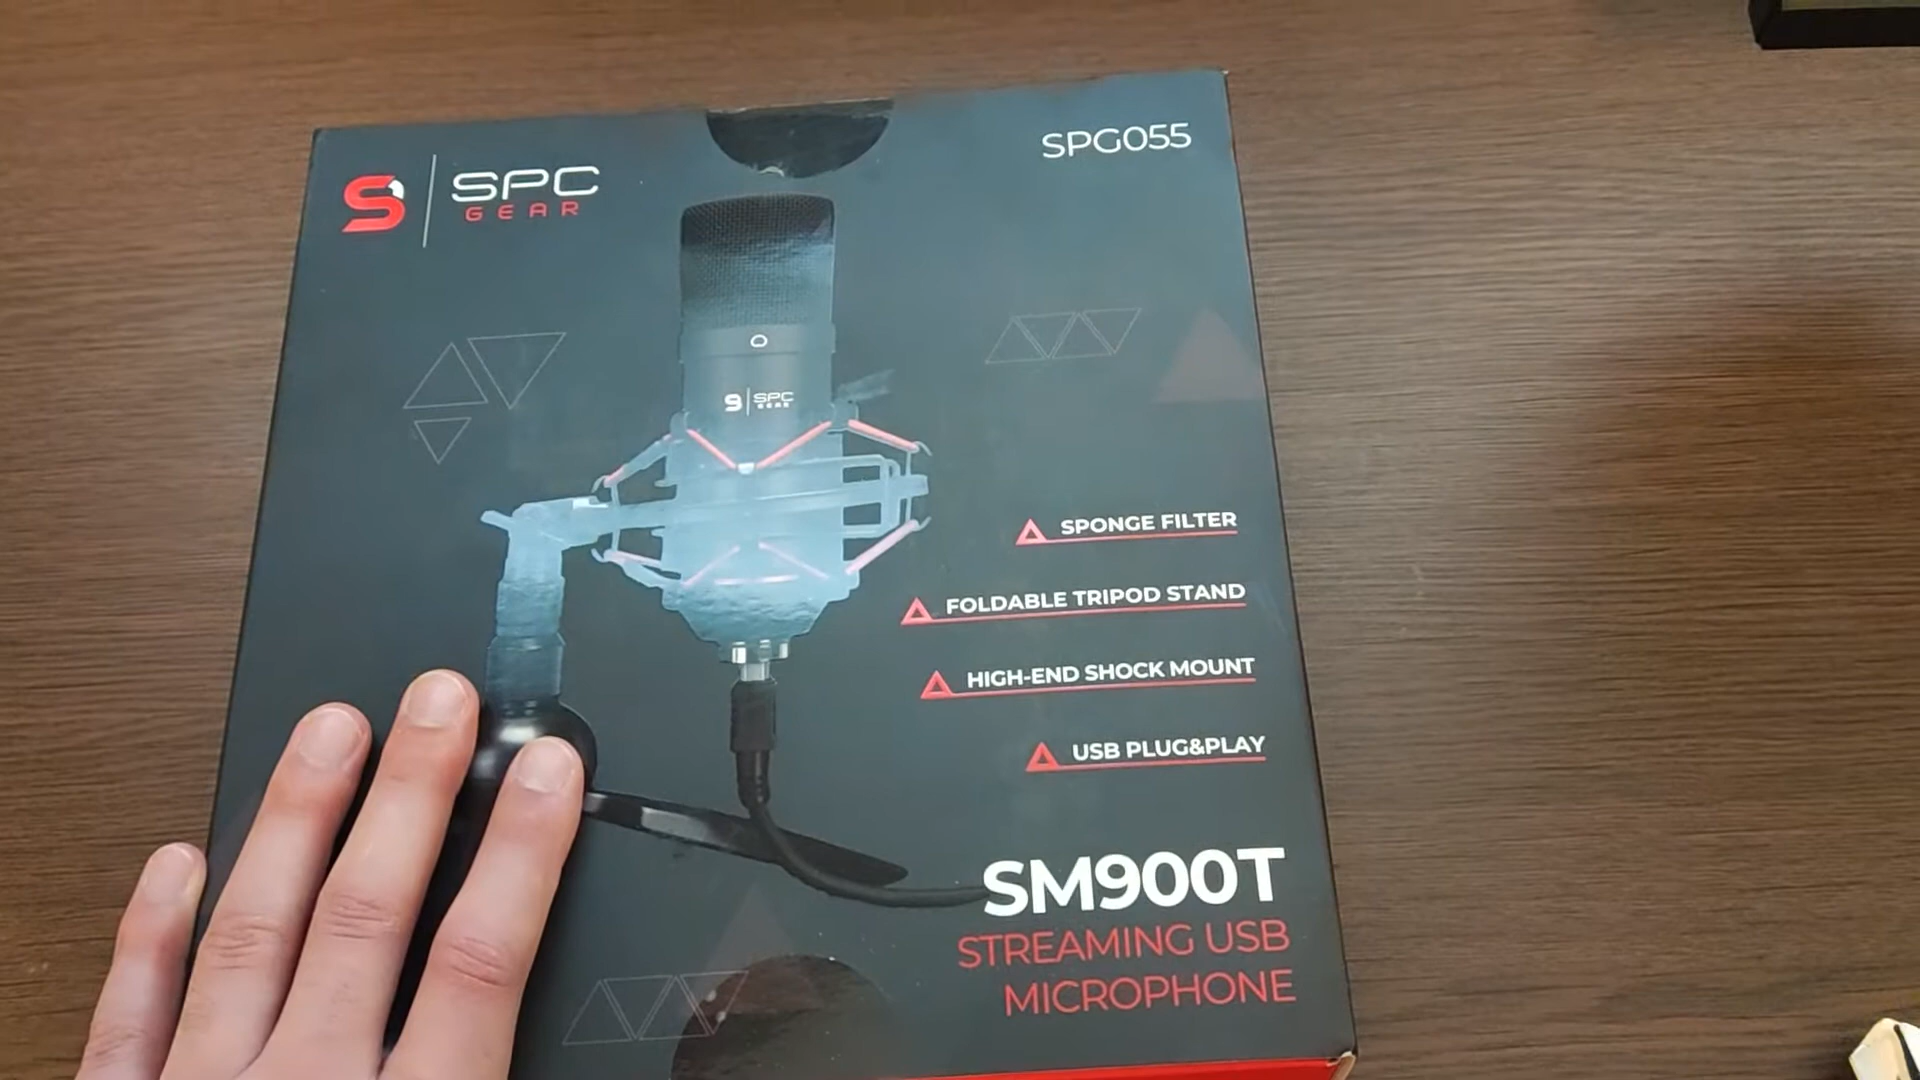 SPC
GEAR
SPG055
SPC
GEAR
SPONGE FILTER
FOLDABLE TRIPOD STAND
HIGH-END SHOCK MOUNT
USB PLUG&PLAY
SM900T
STREAMING USB
MICROPHONE